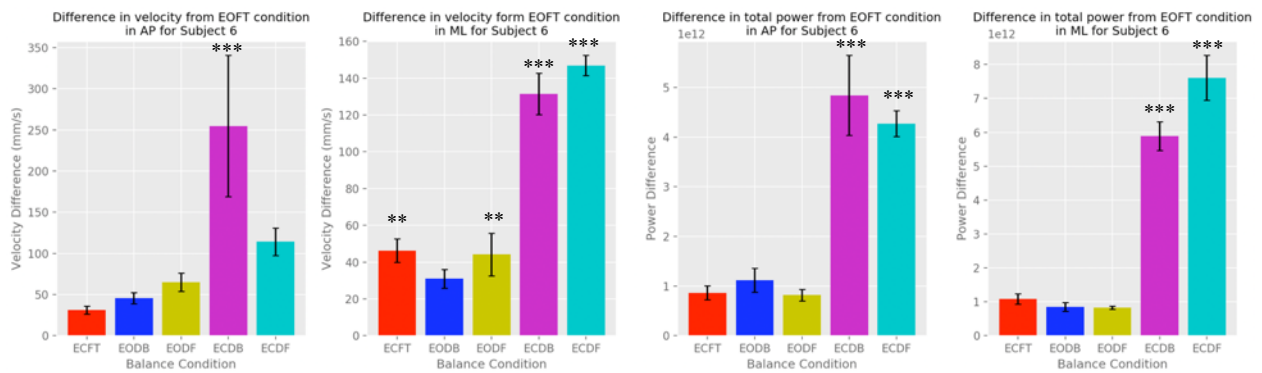 Difference in velocity from EOFT condition
in AP for Subject 6
***
350
300
250
200
150
100
50
0
Velocity Difference (mm/s)
ECFT EODB EODF ECDB ECDF
Balance Condition
Difference in velocity form EOFT condition
in ML for Subject 6
** ** *** ***
160
140
120
100
80
60
40
20
0
Velocity Difference (mm/s)
ECFT EODB EODF ECDB ECDF
Balance Condition
Difference in total power from EOFT condition
in AP for Subject 6
1e12
*** ***
5
4
3
2
1
0
Power Difference
ECFT EODB EODF ECDB ECDF
Balance Condition
Difference in total power from EOFT condition
in ML for Subject 6
1e12
*** ***
8
7
6
5
4
3
2
1
0
Power Difference
ECFT EODB EODF ECDB ECDF
Balance Condition